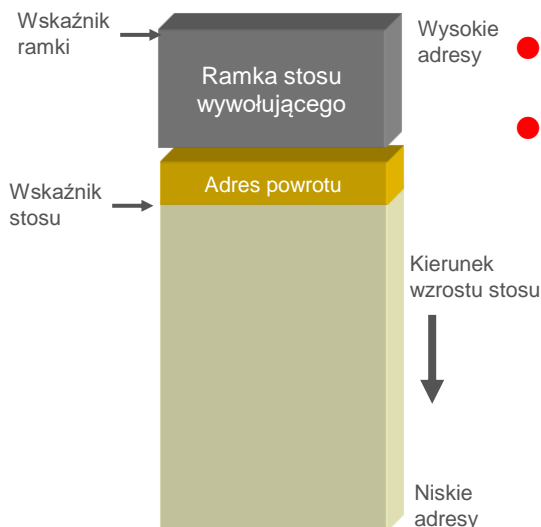 Wskaźnik
ramki
Wysokie
adresy
Ramka stosu
wywołującego
Adres powrotu
Wskaźnik
stosu
Kierunek
wzrostu stosu
Niskie
adresy